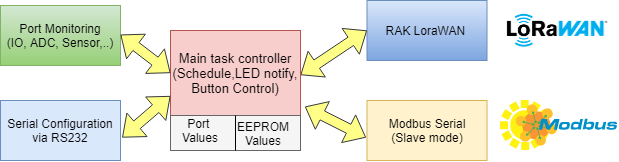 Port Monitoring
(IO, ADC, Sensor,..)
Serial Configuration
via RS232
Main task controller
(Schedule,LED notify,
Button Control)
Port
Values
EEPROM
Values
RAK LoraWAN
LoRaWAN
Modbus Serial
(Slave mode)
Modbus